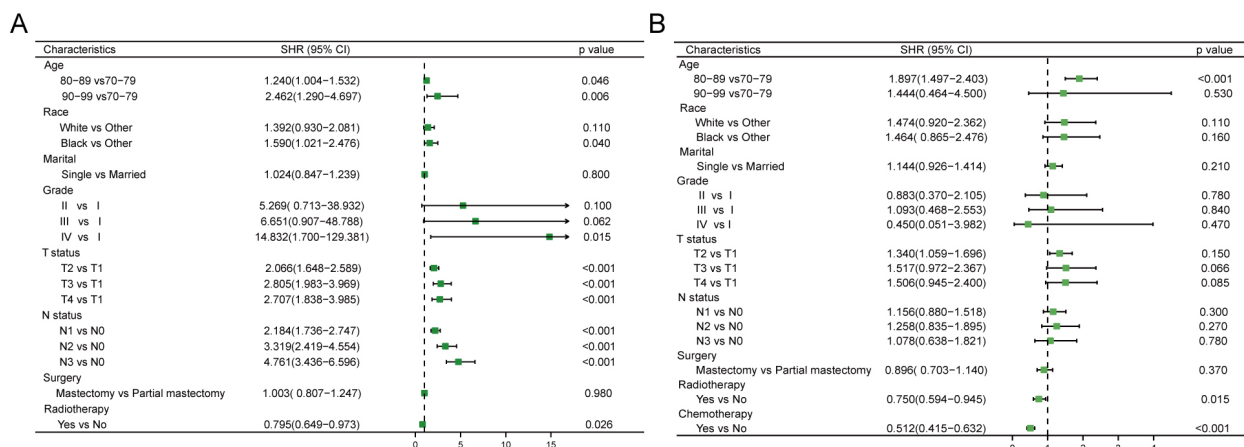 A
Characteristics SHR (95% CI) p value
Age
80−89 vs70−79 1.240(1.004−1.532) 0.046
90−99 vs70−79 2.462(1.290−4.697) 0.006
Race
White vs Other 1.392(0.930−2.081) 0.110
Black vs Other 1.590(1.021−2.476) 0.040
Marital
Single vs Married 1.024(0.847−1.239) 0.800
Grade
II vs I 5.269( 0.713−38.932) 0.100
III vs I 6.651(0.907−48.788) 0.062
IV vs I 14.832(1.700−129.381) 0.015
T status
T2 vs T1 2.066(1.648−2.589) <0.001
T3 vs T1 2.805(1.983−3.969) <0.001
T4 vs T1 2.707(1.838−3.985) <0.001
N status
N1 vs N0 2.184(1.736−2.747) <0.001
N2 vs N0 3.319(2.419−4.554) <0.001
N3 vs N0 4.761(3.436−6.596) <0.001
Surgery
Mastectomy vs Partial mastectomy 1.003( 0.807−1.247) 0.980
Radiotherapy
Yes vs No 0.795(0.649−0.973) 0.026
0 5 10 15
B
Characteristics SHR (95% CI) p value
Age
80−89 vs70−79 1.897(1.497−2.403) <0.001
90−99 vs70−79 1.444(0.464−4.500) 0.530
Race
White vs Other 1.474(0.920−2.362) 0.110
Black vs Other 1.464( 0.865−2.476) 0.160
Marital
Single vs Married 1.144(0.926−1.414) 0.210
Grade
II vs I 0.883(0.370−2.105) 0.780
III vs I 1.093(0.468−2.553) 0.840
IV vs I 0.450(0.051−3.982) 0.470
T status
T2 vs T1 1.340(1.059−1.696) 0.150
T3 vs T1 1.517(0.972−2.367) 0.066
T4 vs T1 1.506(0.945−2.400) 0.085
N status
N1 vs N0 1.156(0.880−1.518) 0.300
N2 vs N0 1.258(0.835−1.895) 0.270
N3 vs N0 1.078(0.638−1.821) 0.780
Surgery
Mastectomy vs Partial mastectomy 0.896( 0.703−1.140) 0.370
Radiotherapy
Yes vs No 0.750(0.594−0.945) 0.015
Chemotherapy
Yes vs No 0.512(0.415−0.632) <0.001
0 1 2 3 4